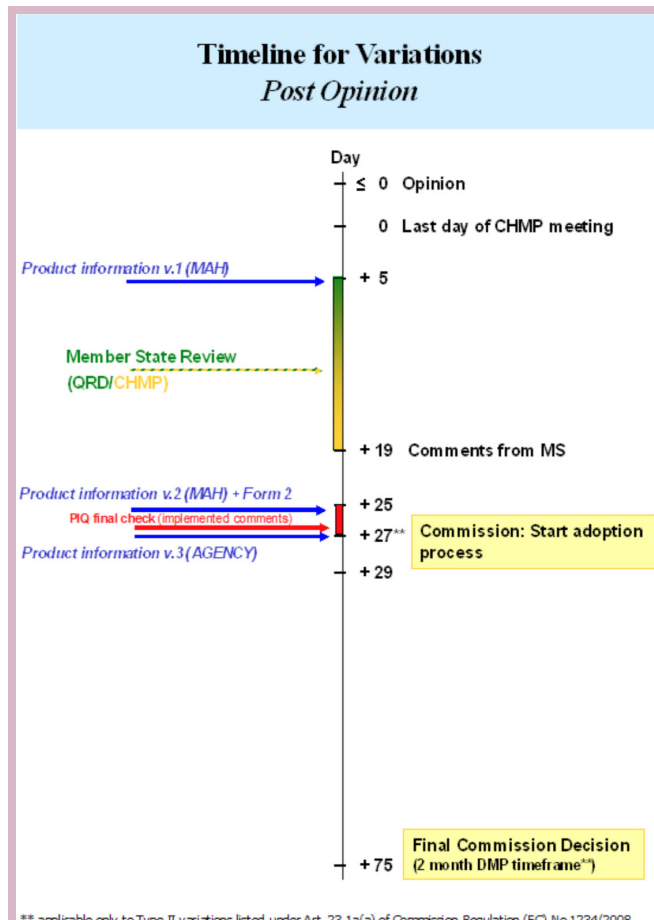 Timeline for Variations
Post Opinion
Day
≤ 0 Opinion
0 Last day of CHMP meeting
Product information v.1 (MAH)
+ 5
Member State Review
(QRD/CHMP)
+ 19 Comments from MS
Product information v.2 (MAH) + Form 2
+ 25
PIQ final check (implemented comments)
+ 27** Commission: Start adoption
process
Product information v.3 (AGENCY)
+ 29
Final Commission Decision
+ 75 (2 month DMP timeframe**)
** applicable only to Type II variations listed under Art. 23.1a(a) of Commission Regulation (EC) No 1234/2008